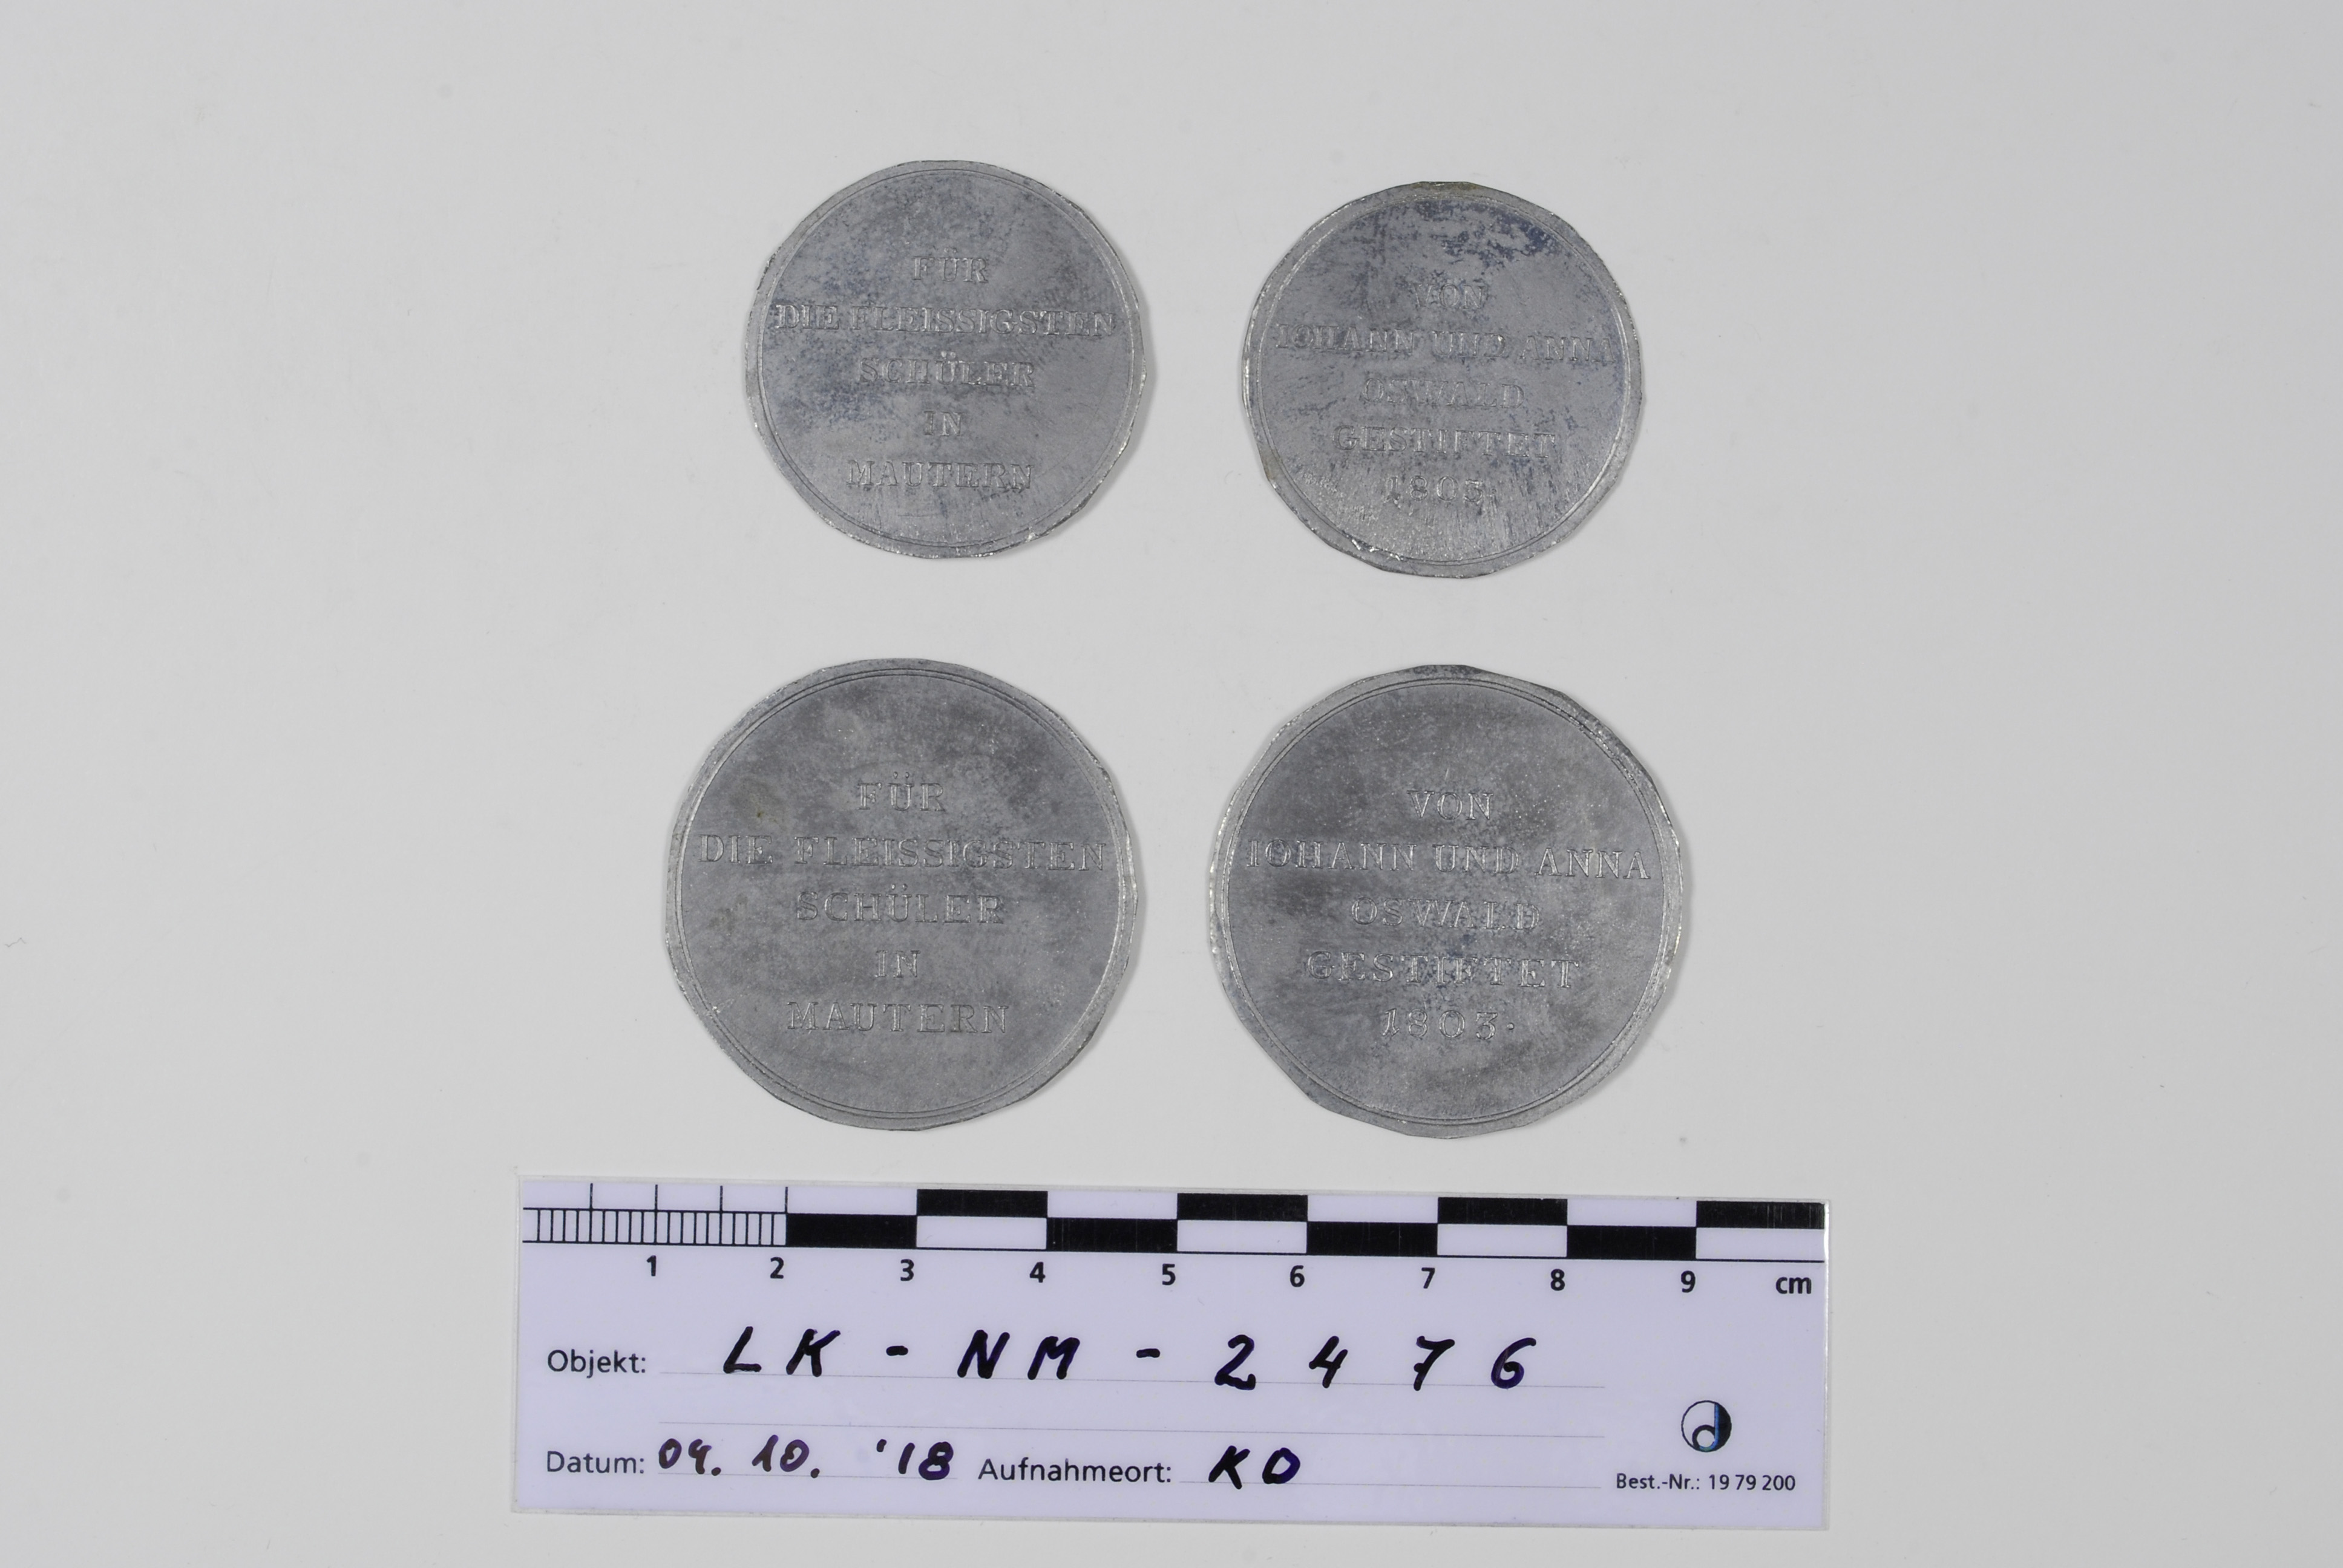 FÜR
DIE FLEISSIGSTEN
SCHÜLER
IN
MAUTERN
VON
IOHANN UND ANNA
OSWALD
GESTIFTET
1803.
FÜR
DIE FLEISSIGSTEN
SCHÜLER
IN
MAUTERN
VON
IOHANN UND ANNA
OSWALD
GESTIFTET
1803.
1 2 3 4 5 6 7 8 9 cm
Objekt: LK-NM-2476
Datum: 04. 10. '18 Aufnahmeort: KO
Best.-Nr.: 19 79 200